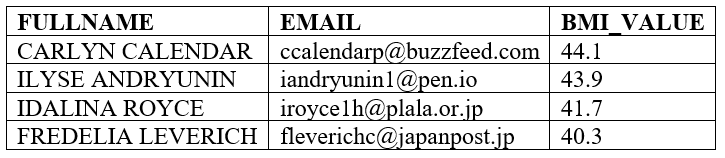 FULLNAME EMAIL BMI_VALUE
CARLYN CALENDAR ccalendarp@buzzfeed.com 44.1
ILYSE ANDRYUNIN iandryunin1@pen.io 43.9
IDALINA ROYCE iroyce1h@plala.or.jp 41.7
FREDELIA LEVERICH fleverichc@japanpost.jp 40.3